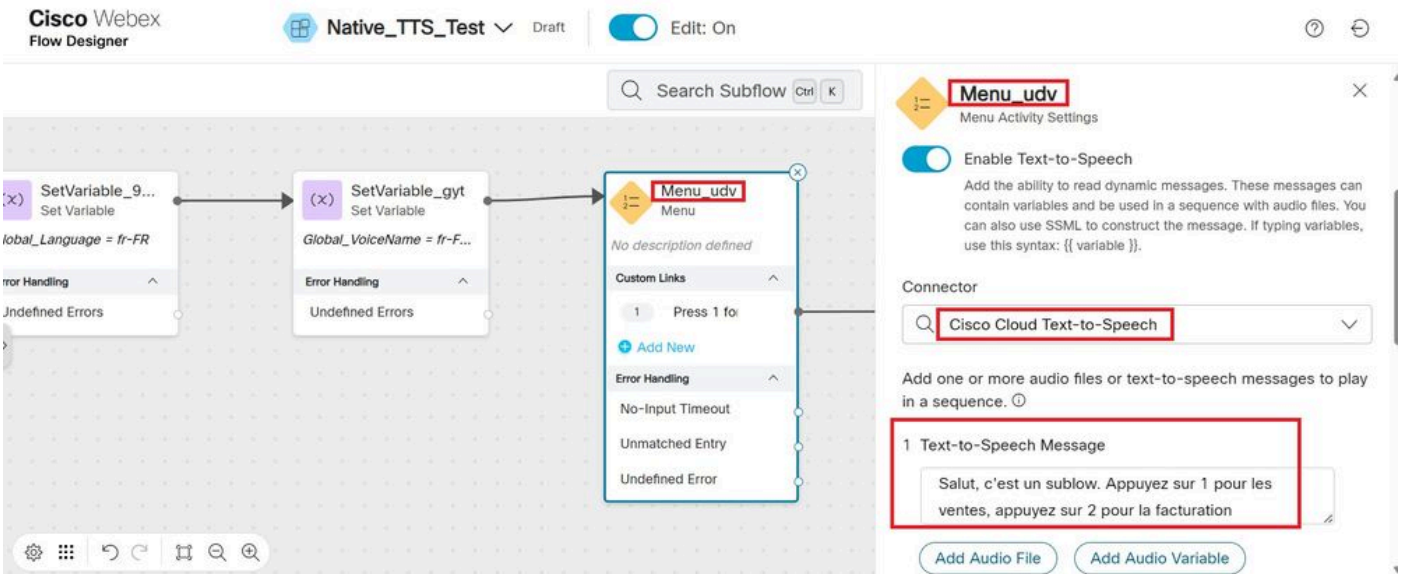 Cisco Webex
Flow Designer
Native_TTS_Test
Draft
Edit: On
Search Subflow Ctrl K
SetVariable_9...
Set Variable
lobal_Language = fr-FR
rror Handling
Undefined Errors
SetVariable_gyt
Set Variable
Global_VoiceName = fr-F...
Error Handling
Undefined Errors
Menu_udv
Menu
No description defined
Custom Links
1 Press 1 for
Add New
Error Handling
No-Input Timeout
Unmatched Entry
Undefined Error
Menu_udv
Menu Activity Settings
Enable Text-to-Speech
Add the ability to read dynamic messages. These messages can
contain variables and be used in a sequence with audio files. You
can also use SSML to construct the message. If typing variables,
use this syntax: {{ variable }}.
Connector
Cisco Cloud Text-to-Speech
Add one or more audio files or text-to-speech messages to play
in a sequence.
1 Text-to-Speech Message
Salut, c'est un sublow. Appuyez sur 1 pour les
ventes, appuyez sur 2 pour la facturation
Add Audio File
Add Audio Variable